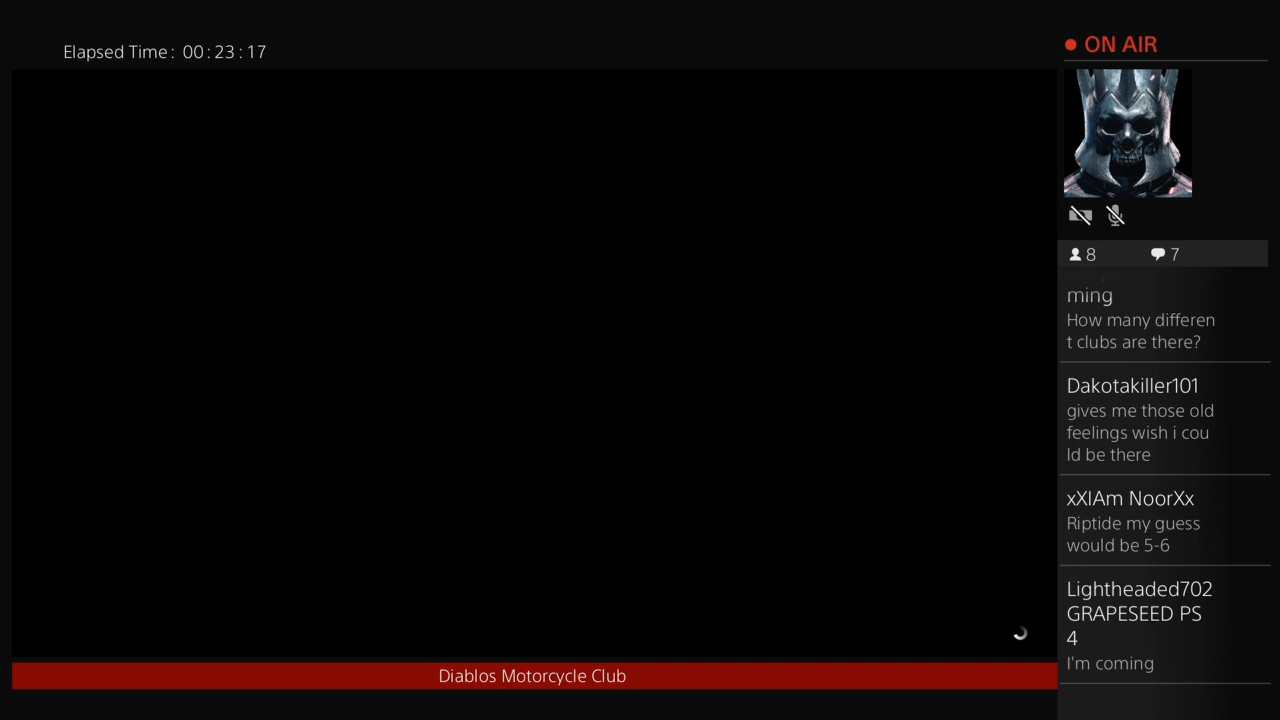 Elapsed Time: 00:23:17
ON AIR
8 7
ming
How many differen
t clubs are there?
Dakotakiller101
gives me those old
feelings wish i cou
ld be there
xXIAm NoorXx
Riptide my guess
would be 5-6
Lightheaded702
GRAPESEED PS
4
I'm coming
Diablos Motorcycle Club